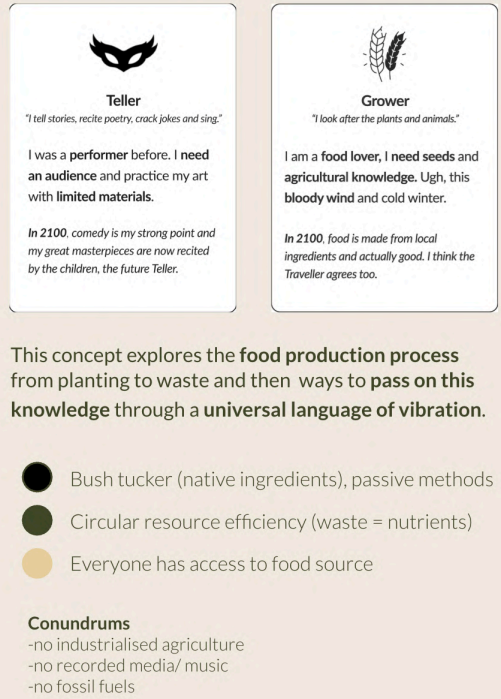 Teller
"I tell stories, recite poetry, crack jokes and sing."
I was a performer before. I need
an audience and practice my art
with limited materials.
In 2100, comedy is my strong point and
my great masterpieces are now recited
by the children, the future Teller.
Grower
"I look after the plants and animals."
I am a food lover, I need seeds and
agricultural knowledge. Ugh, this
bloody wind and cold winter.
In 2100, food is made from local
ingredients and actually good. I think the
Traveller agrees too.
This concept explores the food production process
from planting to waste and then ways to pass on this
knowledge through a universal language of vibration.
Bush tucker (native ingredients), passive methods
Circular resource efficiency (waste = nutrients)
Everyone has access to food source
Conundrums
-no industrialised agriculture
-no recorded media/ music
-no fossil fuels